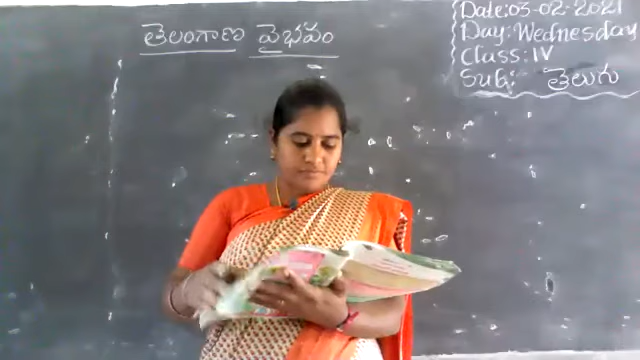 తెలంగాణ వైభవం
Date:03-02-2021
Day: Wednesday
Class: IV
Sub: తెలుగు